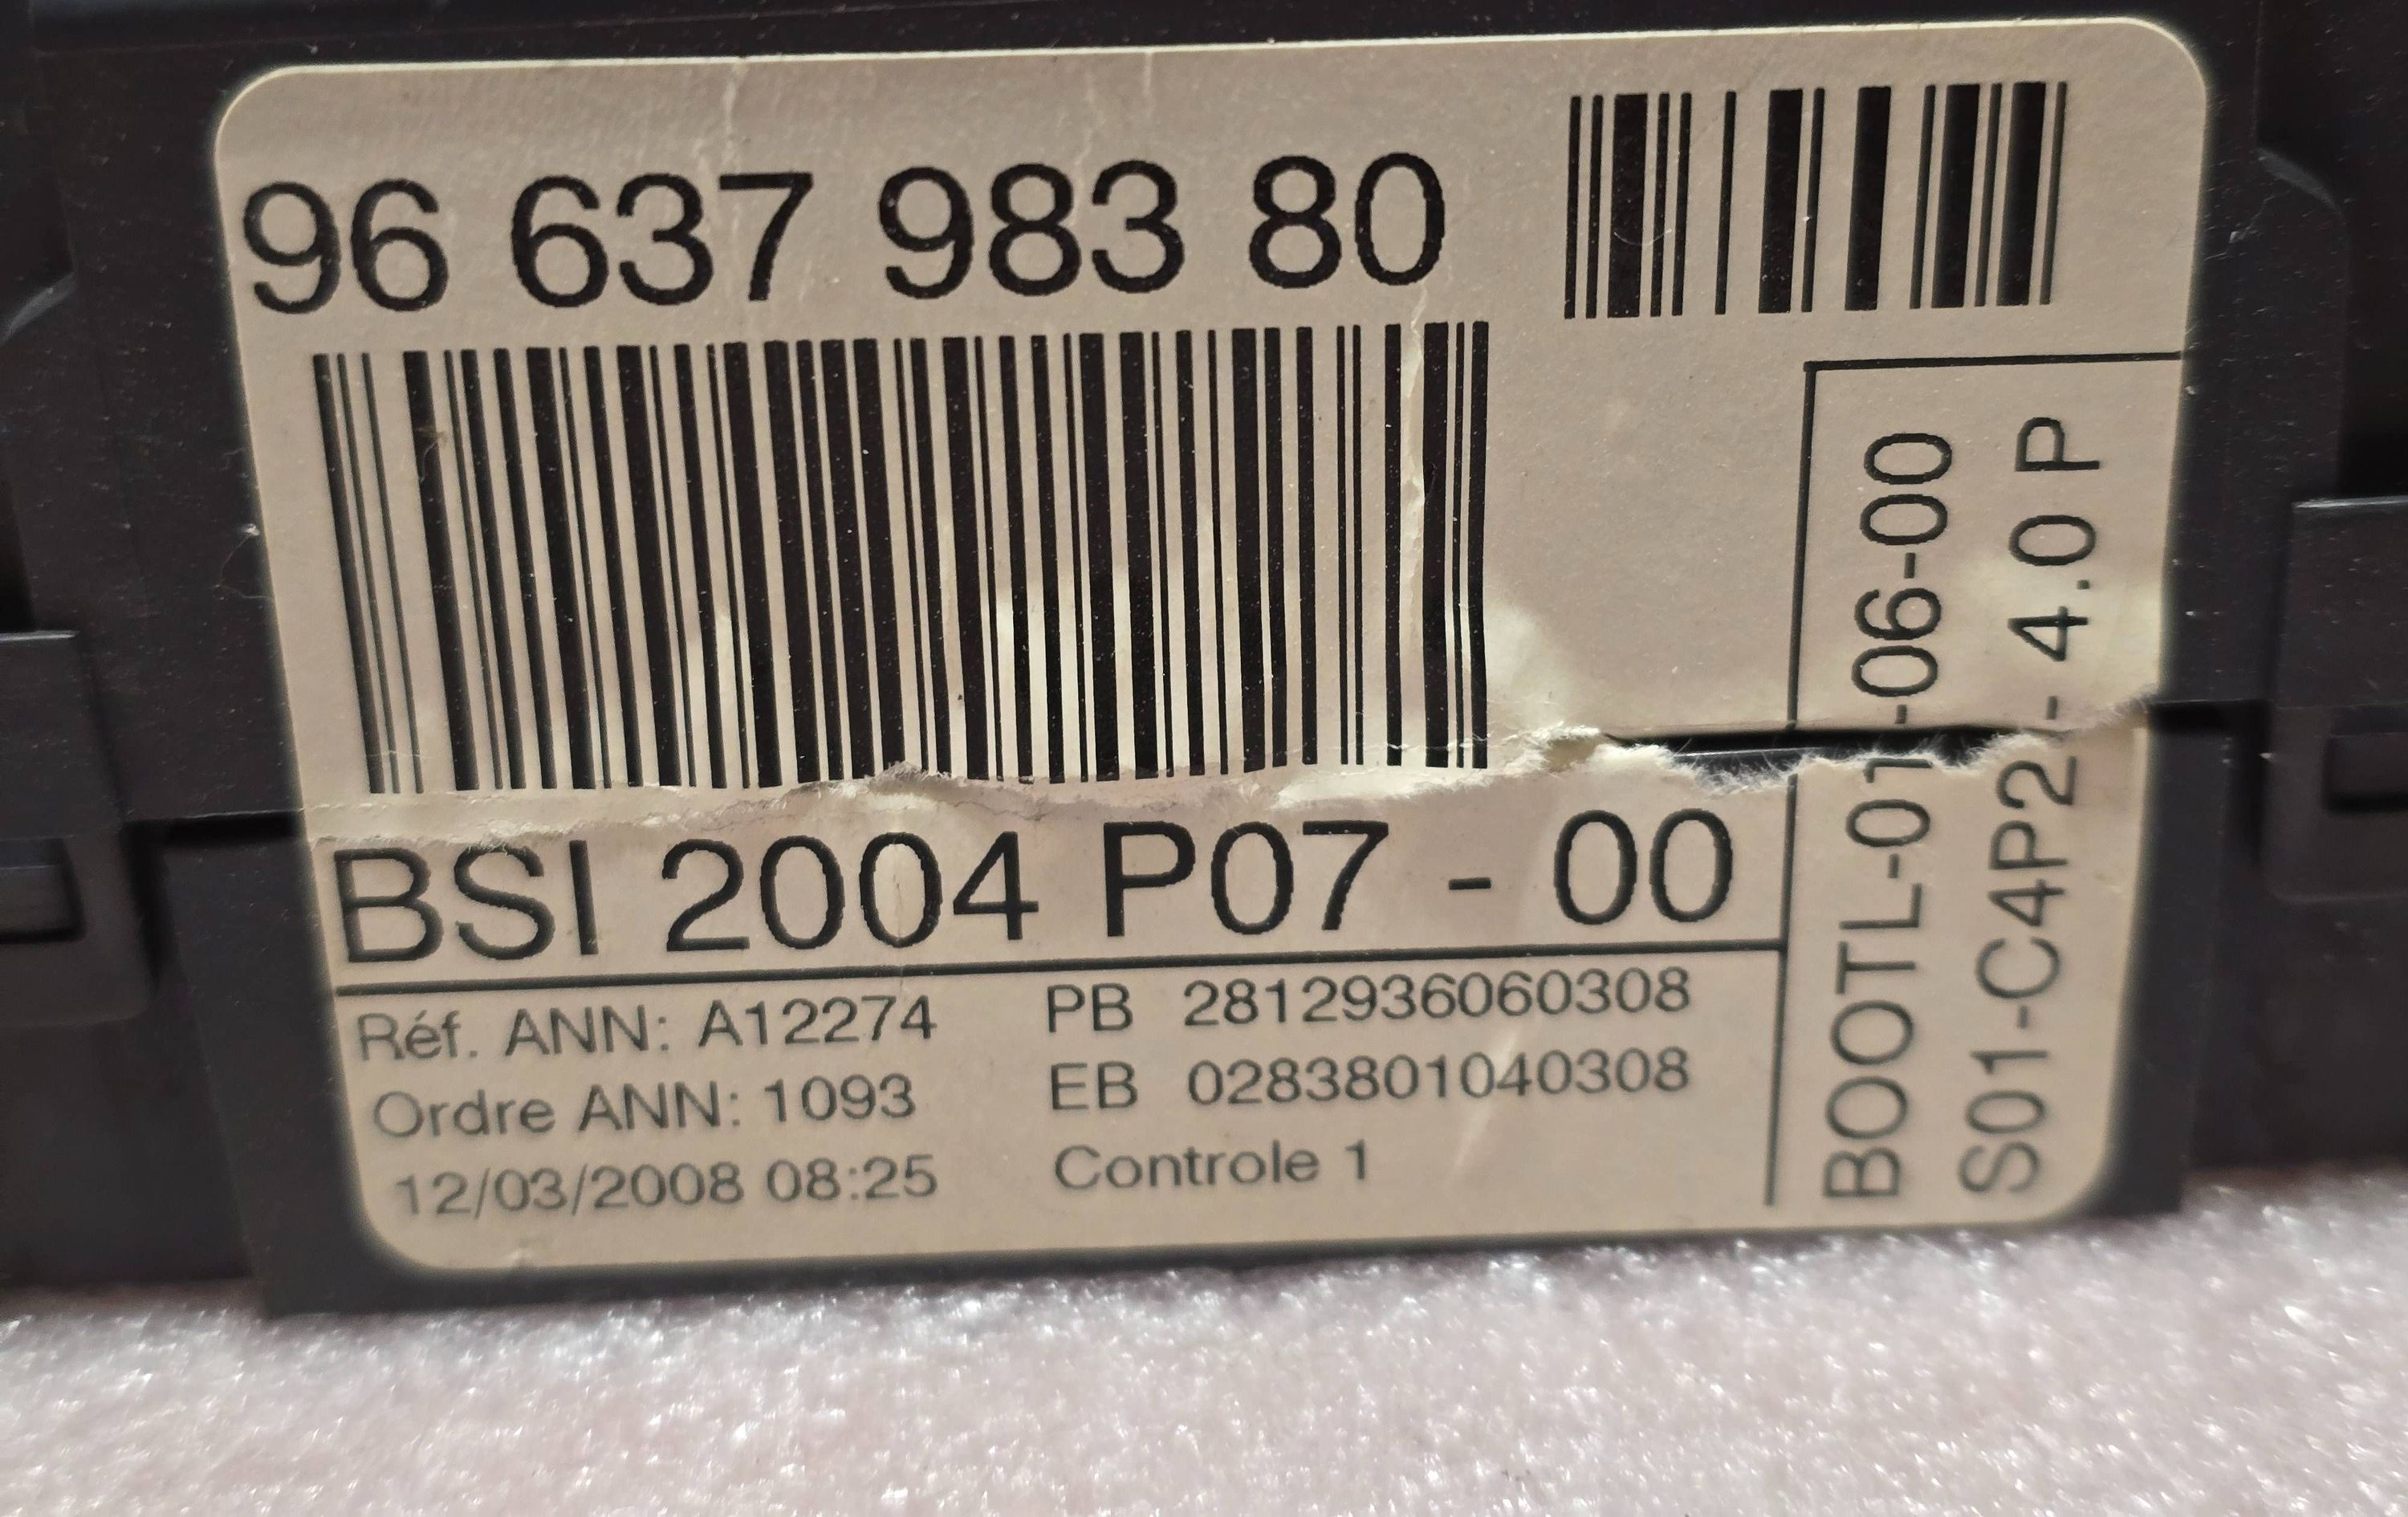 96 637 983 80
BSI 2004 P07 - 00
Réf. ANN: A12274
Ordre ANN: 1093
12/03/2008 08:25
PB 2812936060308
EB 0283801040308
Controle 1
BOOTL-01-06-00
S01-C4P2 - 4.0 P